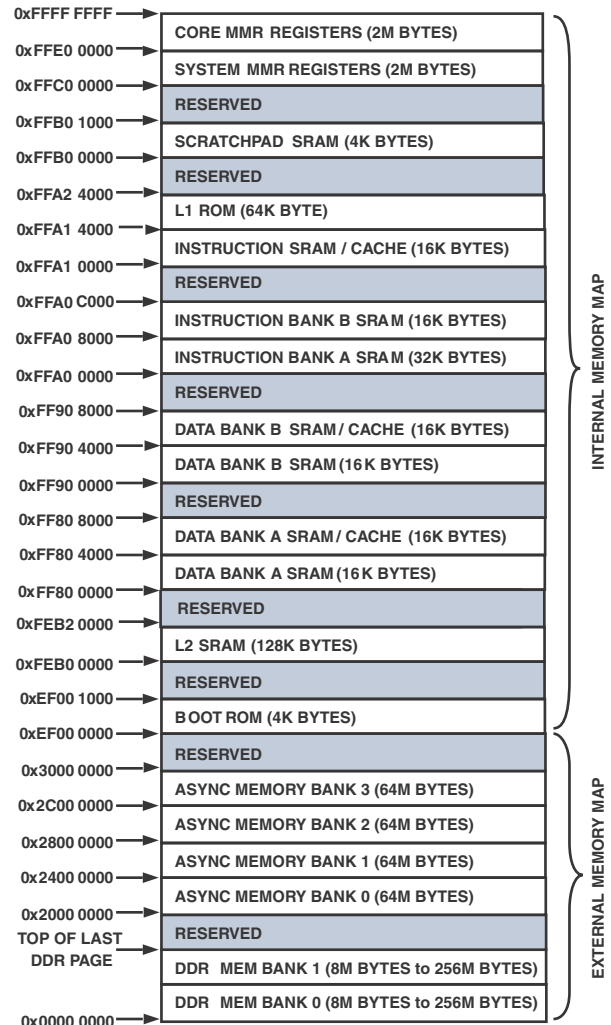 0xFFFF FFFF
CORE MMR REGISTERS (2M BYTES)
0xFFE0 0000
SYSTEM MMR REGISTERS (2M BYTES)
0xFFC0 0000
RESERVED
0xFFB0 1000
SCRATCHPAD SRAM (4K BYTES)
0xFFB0 0000
RESERVED
0xFFA2 4000
L1 ROM (64K BYTE)
0xFFA1 4000
INSTRUCTION SRAM / CACHE (16K BYTES)
0xFFA1 0000
RESERVED
0xFFA0 C000
INSTRUCTION BANK B SRAM (16K BYTES)
0xFFA0 8000
INSTRUCTION BANK A SRAM (32K BYTES)
0xFFA0 0000
RESERVED
0xFF90 8000
DATA BANK B SRAM / CACHE (16K BYTES)
0xFF90 4000
DATA BANK B SRAM (16K BYTES)
0xFF90 0000
RESERVED
0xFF80 8000
DATA BANK A SRAM / CACHE (16K BYTES)
0xFF80 4000
DATA BANK A SRAM (16K BYTES)
0xFF80 0000
RESERVED
0xFEB2 0000
L2 SRAM (128K BYTES)
0xFEB0 0000
RESERVED
0xEF00 1000
BOOT ROM (4K BYTES)
0xEF00 0000
RESERVED
0x3000 0000
ASYNC MEMORY BANK 3 (64M BYTES)
0x2C00 0000
ASYNC MEMORY BANK 2 (64M BYTES)
0x2800 0000
ASYNC MEMORY BANK 1 (64M BYTES)
0x2400 0000
ASYNC MEMORY BANK 0 (64M BYTES)
0x2000 0000
RESERVED
TOP OF LAST
DDR PAGE
DDR MEM BANK 1 (8M BYTES to 256M BYTES)
DDR MEM BANK 0 (8M BYTES to 256M BYTES)
0x0000 0000
INTERNAL MEMORY MAP
EXTERNAL MEMORY MAP